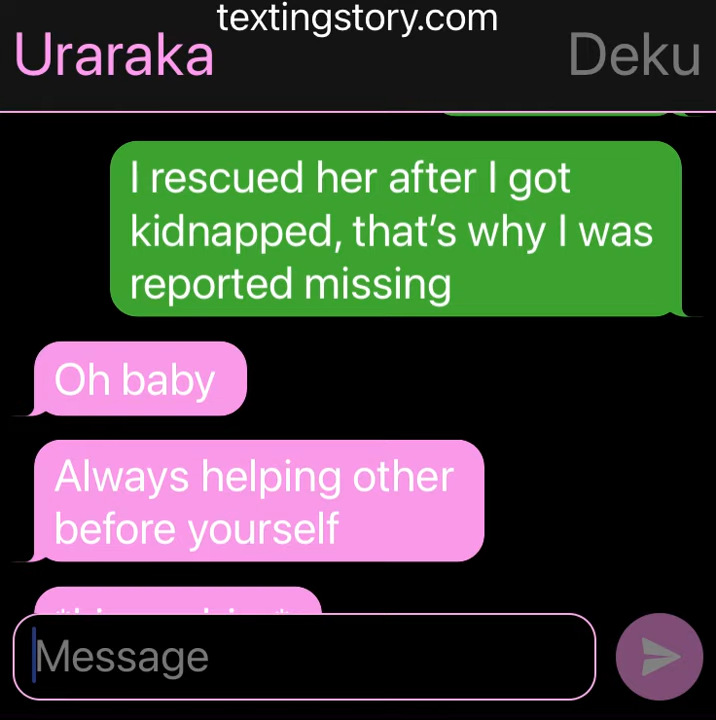 textingstory.com
Uraraka
Deku
I rescued her after I got
kidnapped, that's why I was
reported missing
Oh baby
Always helping other
before yourself
Message